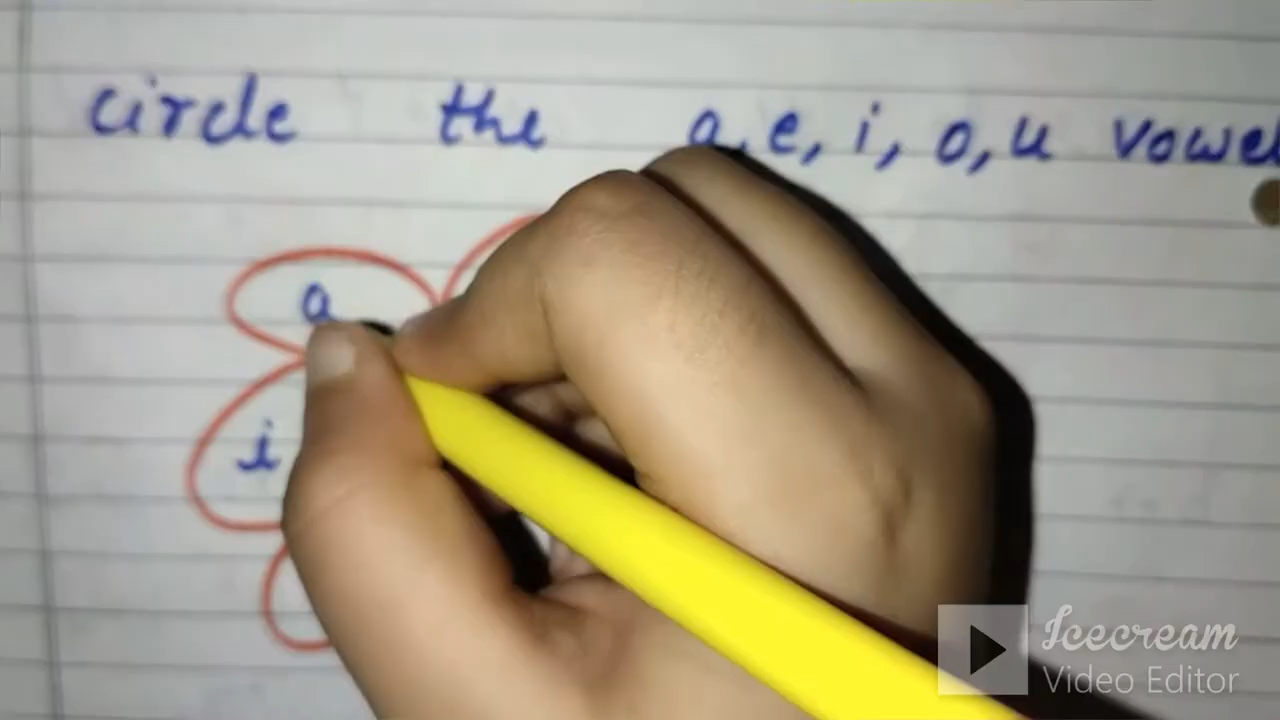 circle the a, e, i, o, u vowel
a
i
Icecream
Video Editor